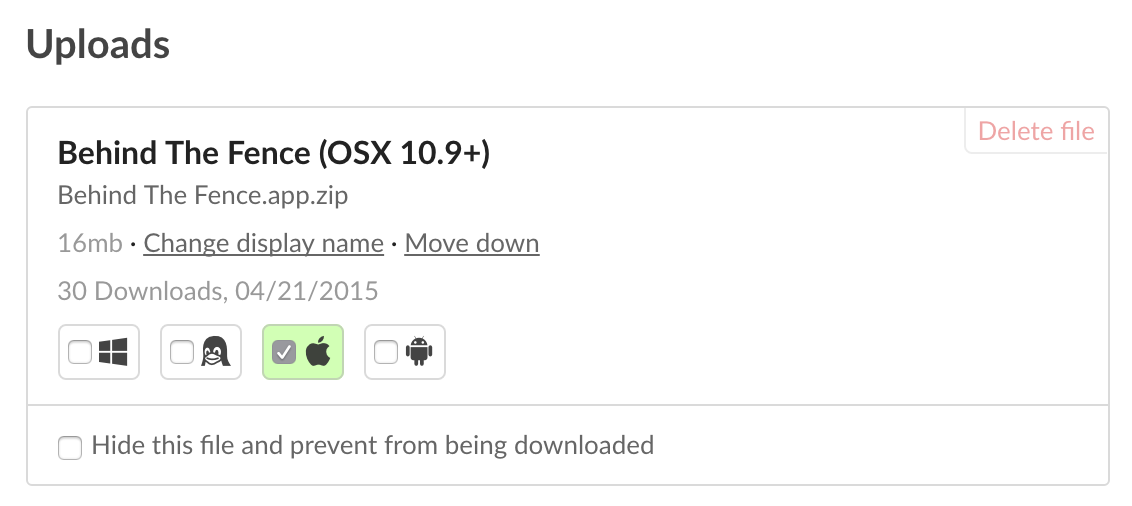 Uploads
Delete file
Behind The Fence (OSX 10.9+)
Behind The Fence.app.zip
16mb · Change display name · Move down
30 Downloads, 04/21/2015
Hide this file and prevent from being downloaded